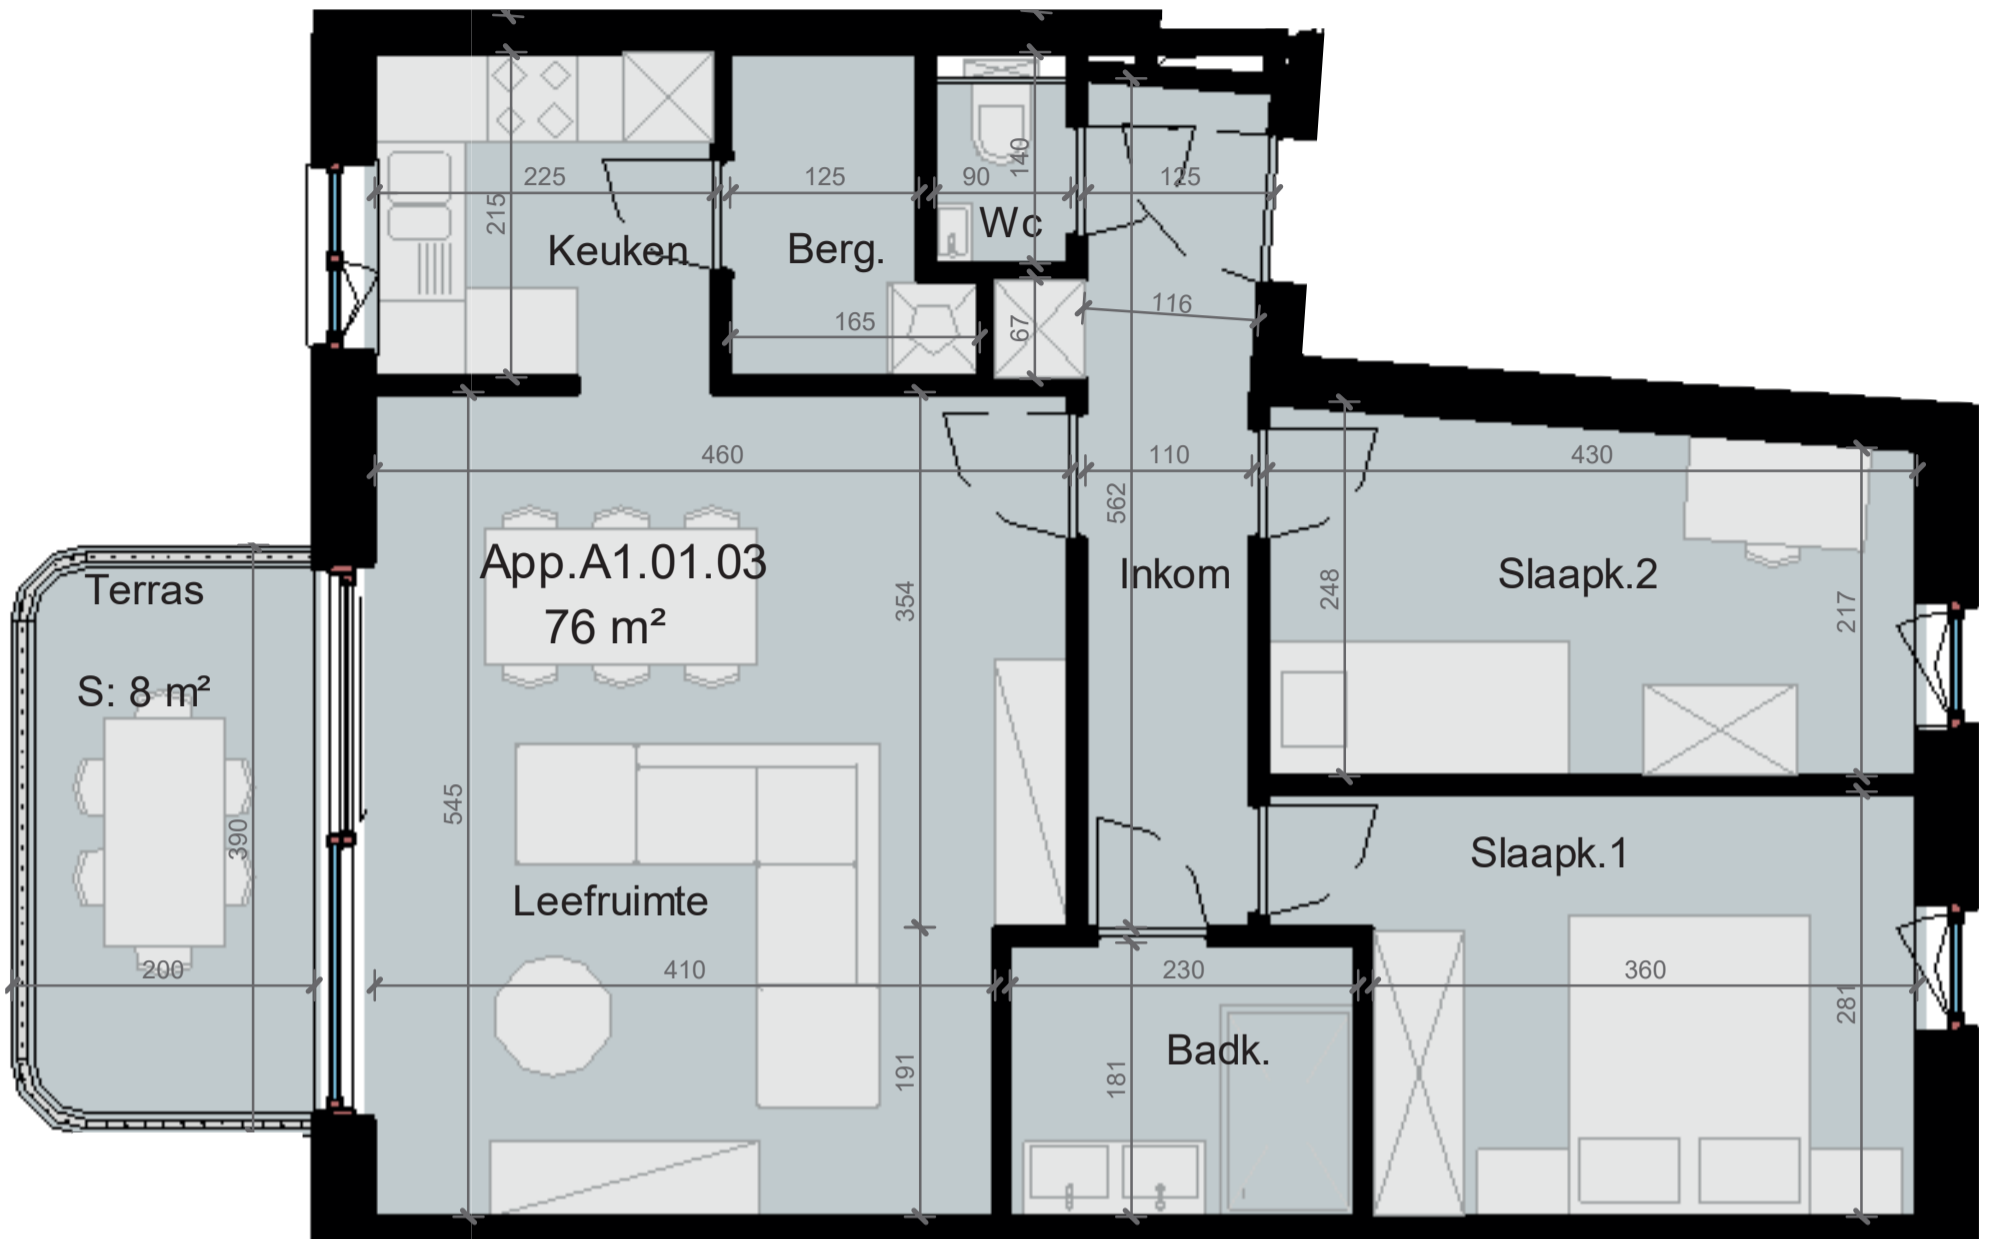 225
125
90
140
125
215
Keuken
Berg.
Wc
165
67
116
460
110
430
562
App.A1.01.03
76 m²
Inkom
Slaapk.2
354
248
217
Terras
S: 8 m²
390
545
Leefruimte
Slaapk.1
200
410
230
360
281
191
181
Badk.